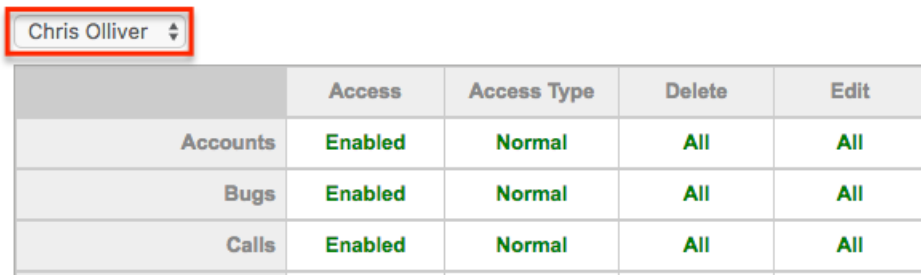 Chris Olliver
Access Access Type Delete Edit
Accounts Enabled Normal All All
Bugs Enabled Normal All All
Calls Enabled Normal All All